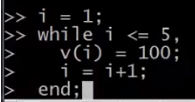 >> i = 1;
>> while i <= 5,
>    v(i) = 100;
>    i = i+1;
>  end;